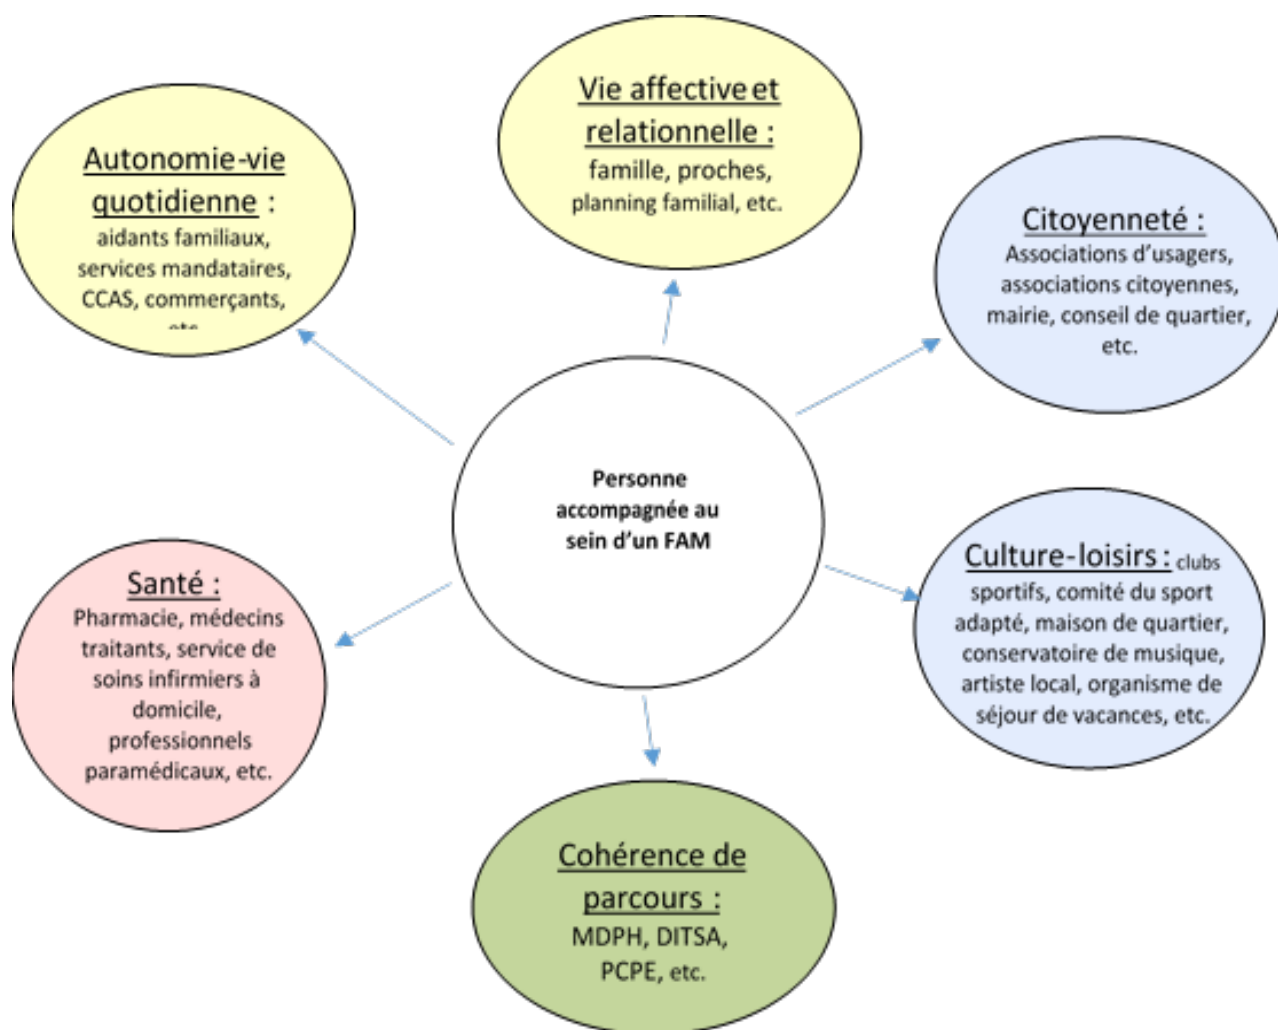 Vie affective et
relationnelle :
famille, proches,
planning familial, etc.
Autonomie-vie
quotidienne :
aidants familiaux,
services mandataires,
CCAS, commerçants,
etc.
Citoyenneté :
Associations d’usagers,
associations citoyennes,
mairie, conseil de quartier,
etc.
Personne
accompagnée au
sein d’un FAM
Culture-loisirs : clubs
sportifs, comité du sport
adapté, maison de quartier,
conservatoire de musique,
artiste local, organisme de
séjour de vacances, etc.
Santé :
Pharmacie, médecins
traitants, service de
soins infirmiers à
domicile,
professionnels
paramédicaux, etc.
Cohérence de
parcours :
MDPH, DITSA,
PCPE, etc.